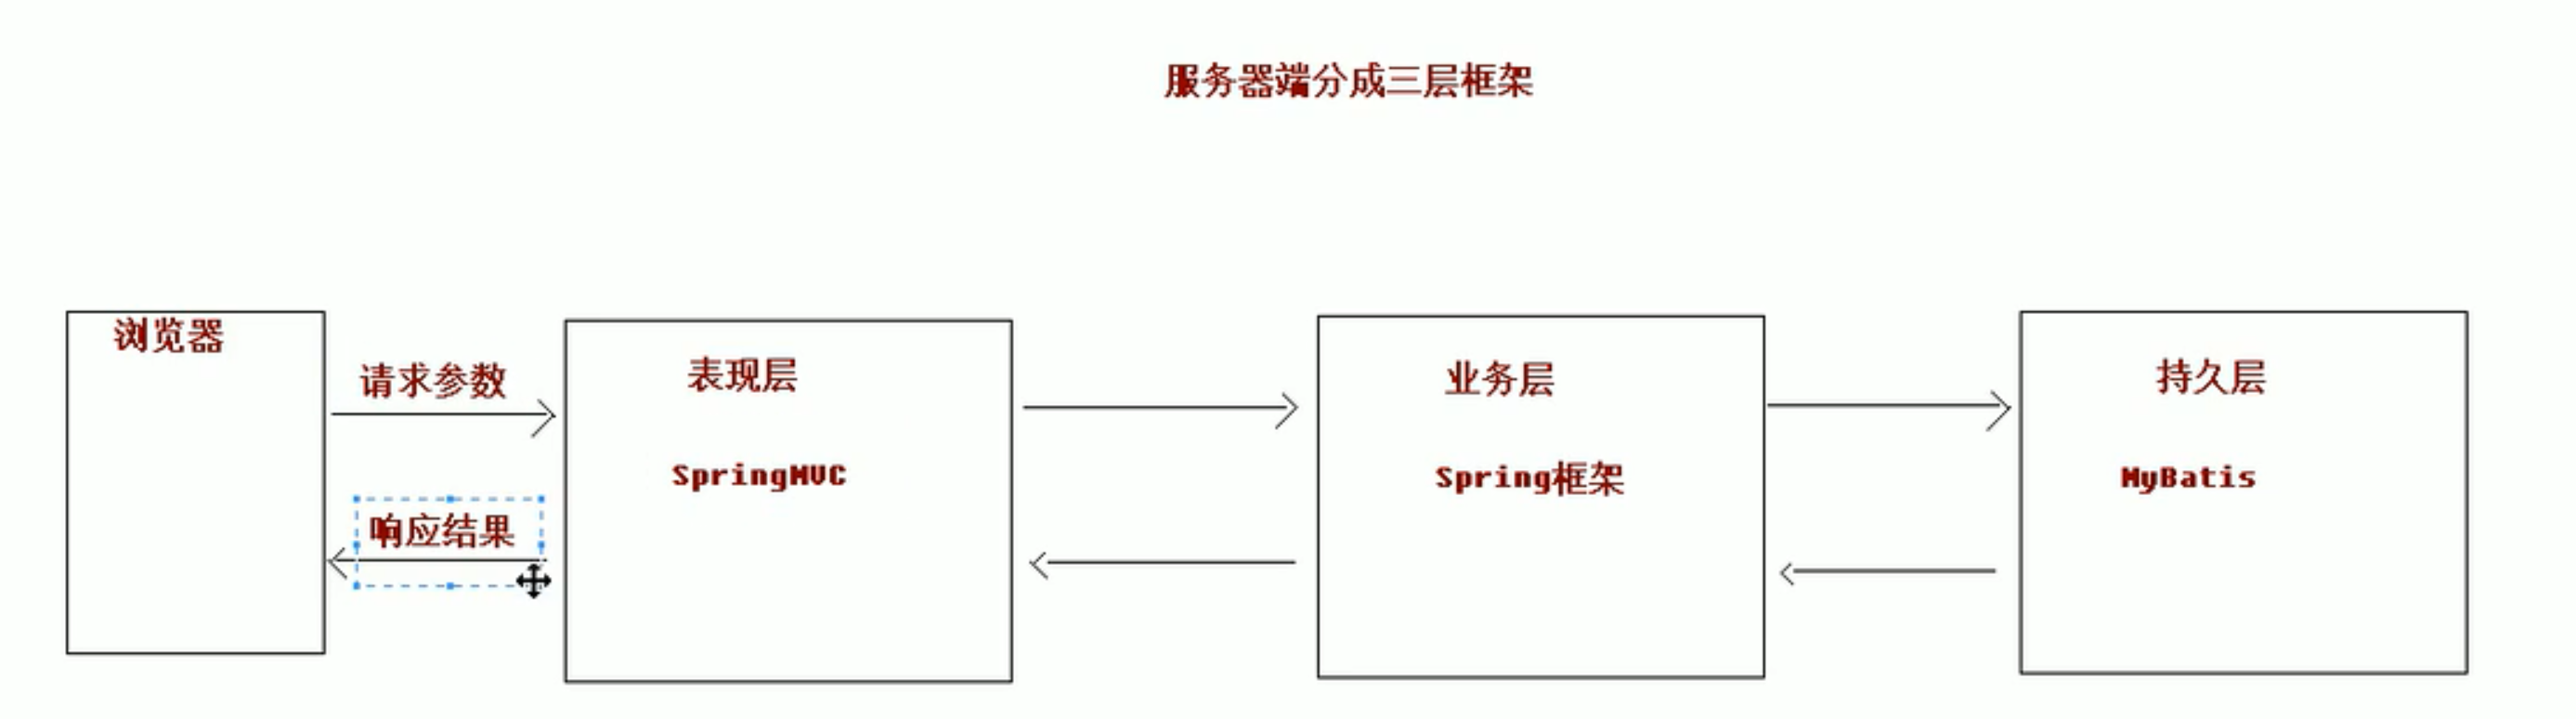 服务器端分成三层框架
浏览器
请求参数
响应结果
表现层
SpringMVC
业务层
Spring框架
持久层
MyBatis